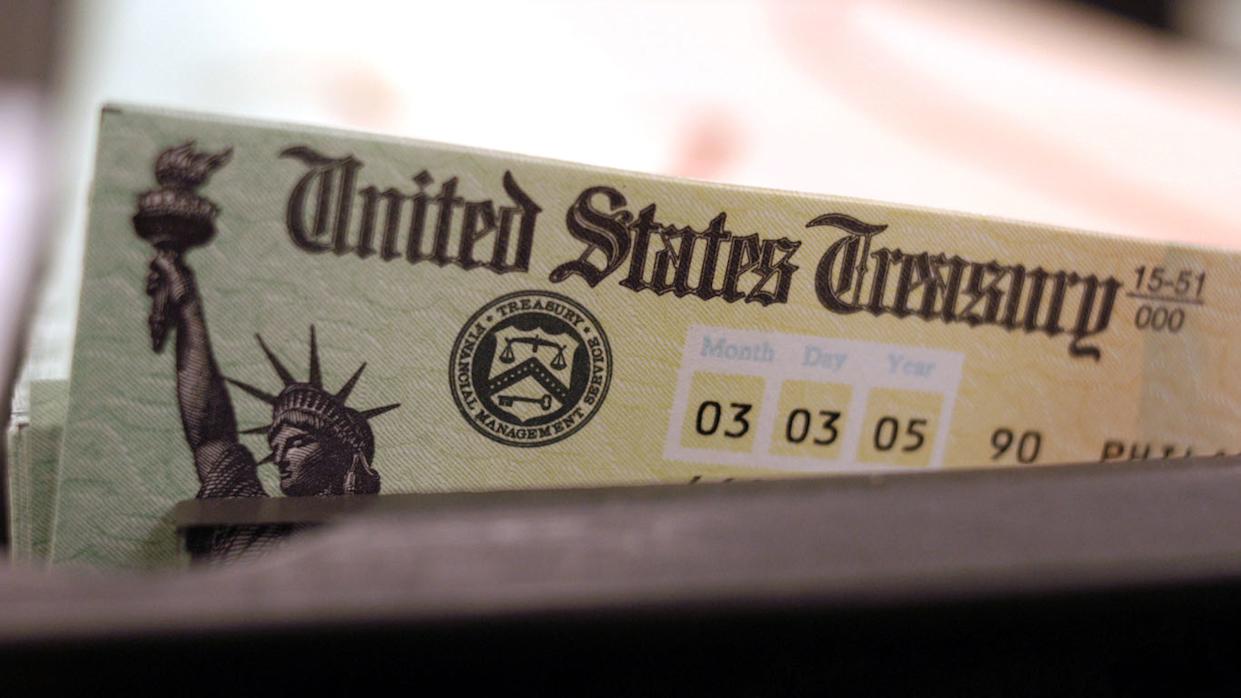 United States Treasury
15-51
000
TREASURY
FINANCIAL MANAGEMENT SERVICE
Month Day Year
03 03 05
90